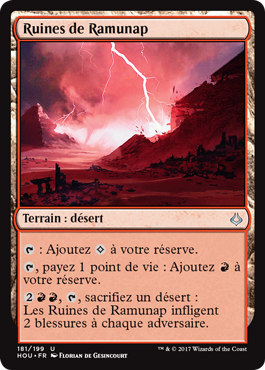 Ruines de Ramunap
Terrain : désert
: Ajoutez à votre réserve.
, payez 1 point de vie : Ajoutez à
votre réserve.
2 , , sacrifiez un désert :
Les Ruines de Ramunap infligent
2 blessures à chaque adversaire.
181/199 U
HOU • FR Florian de Gesincourt
™ & © 2017 Wizards of the Coast